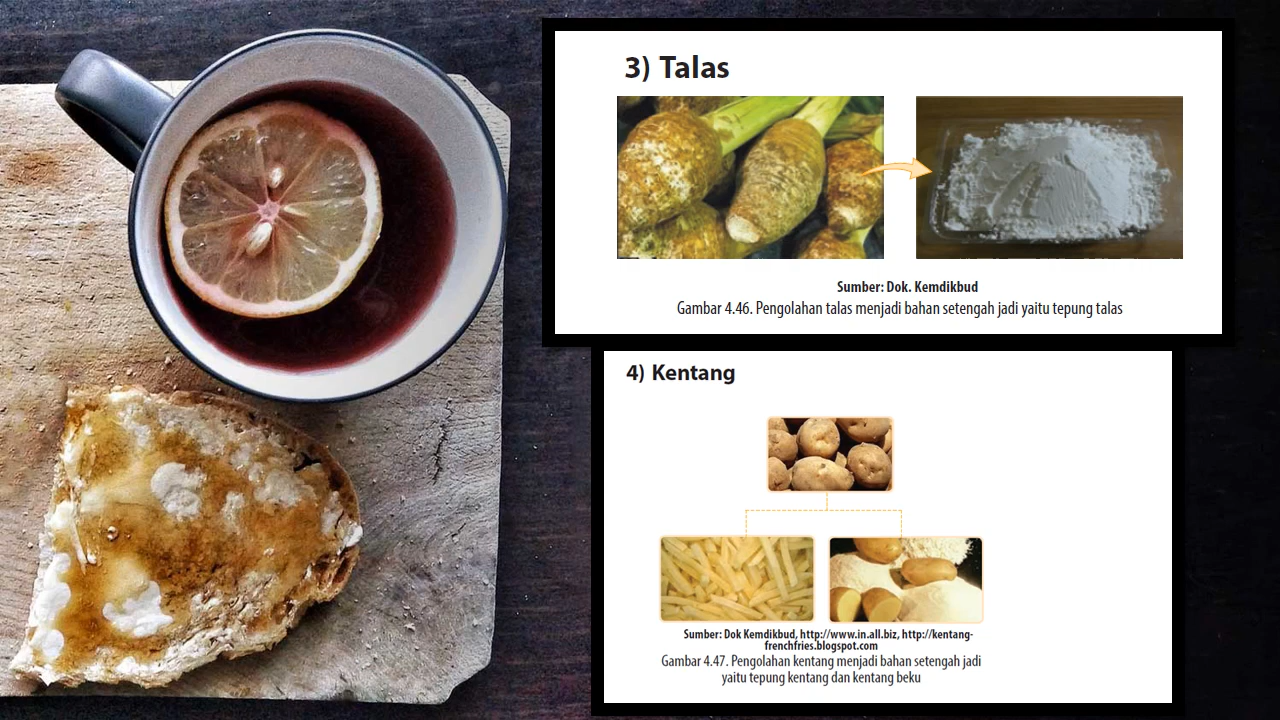 3) Talas
Sumber: Dok. Kemdikbud
Gambar 4.46. Pengolahan talas menjadi bahan setengah jadi yaitu tepung talas
4) Kentang
Sumber: Dok Kemdikbud, http://www.in.all.biz, http://kentang-
frenchfries.blogspot.com
Gambar 4.47. Pengolahan kentang menjadi bahan setengah jadi
yaitu tepung kentang dan kentang beku